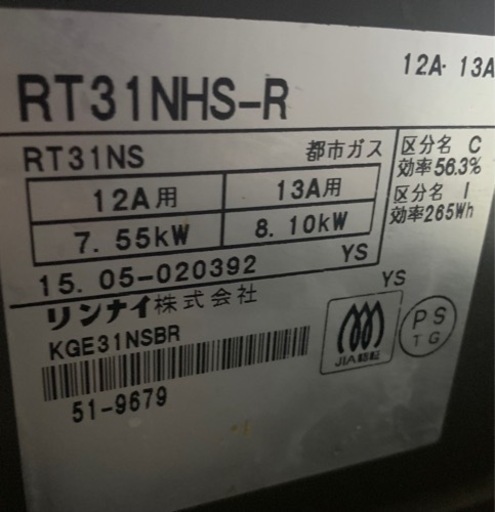 12A・13A
RT31NHS-R
RT31NS 都市ガス
12A用 13A用
7.55kW 8.10kW
区分名 C
効率56.3%
区分名 I
効率265Wh
15.05-020392 YS
リンナイ株式会社
YS
KGE31NSBR
51-9679
JIA認証
PS
TG